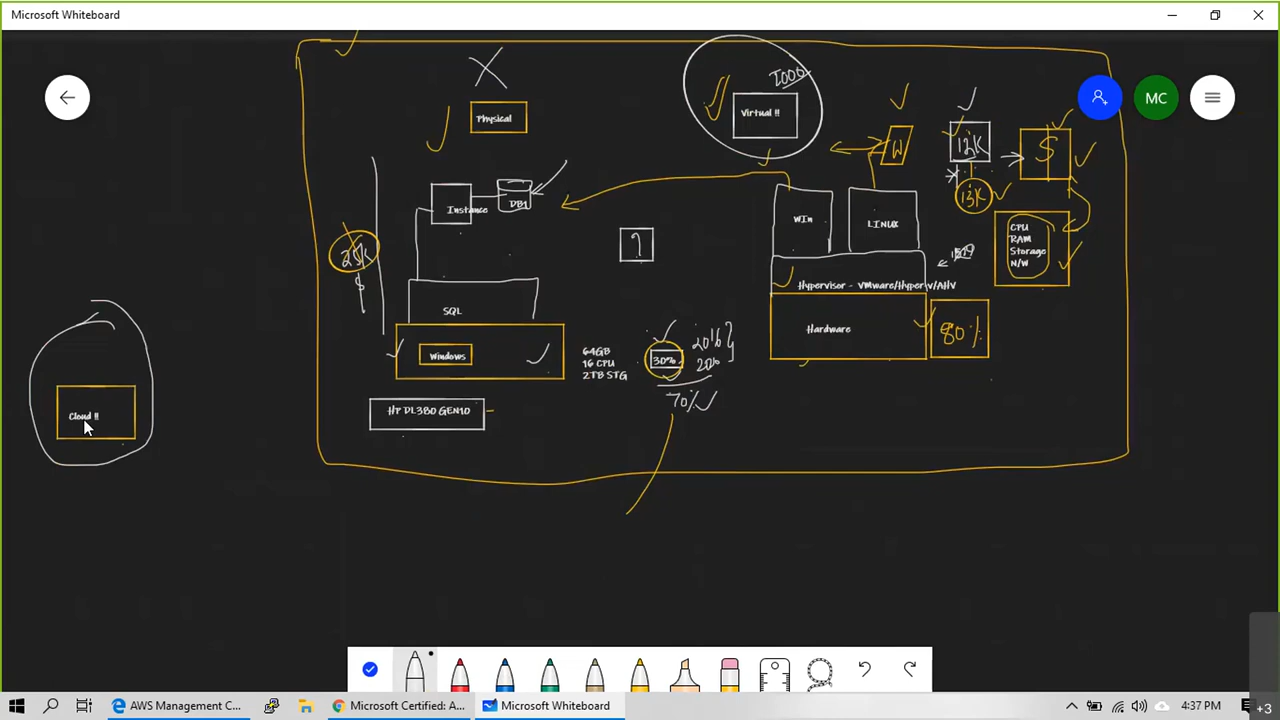 Microsoft Whiteboard
MC
1000
Physical
Virtual !!
W
12K
$
13K
Instance
DB1
WIn
LINUX
CPU
RAM
Storage
N/W
?
25K
$
Hypervisor - VMware/Hyperv/AHV
SQL
Hardware
80%
Windows
64GB
16 CPU
2TB STG
30%
2016
20%
70%
HP DL380 GEN10
Cloud !!
AWS Management C...
Microsoft Certified: A...
Microsoft Whiteboard
4:37 PM
+3